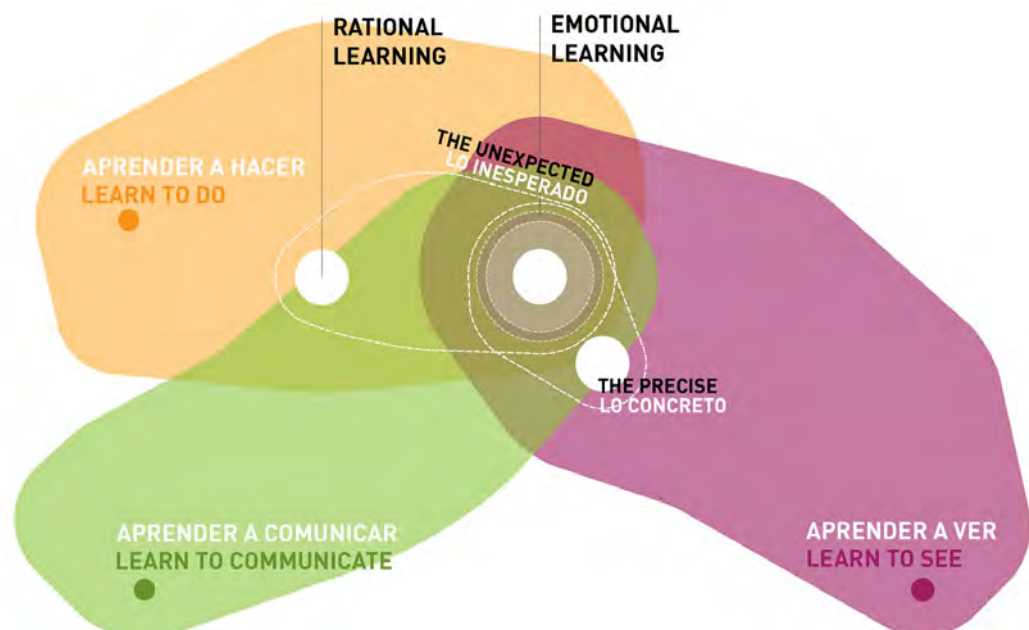 RATIONAL
LEARNING
EMOTIONAL
LEARNING
THE UNEXPECTED
LO INESPERADO
APRENDER A HACER
LEARN TO DO
THE PRECISE
LO CONCRETO
APRENDER A COMUNICAR
LEARN TO COMMUNICATE
APRENDER A VER
LEARN TO SEE